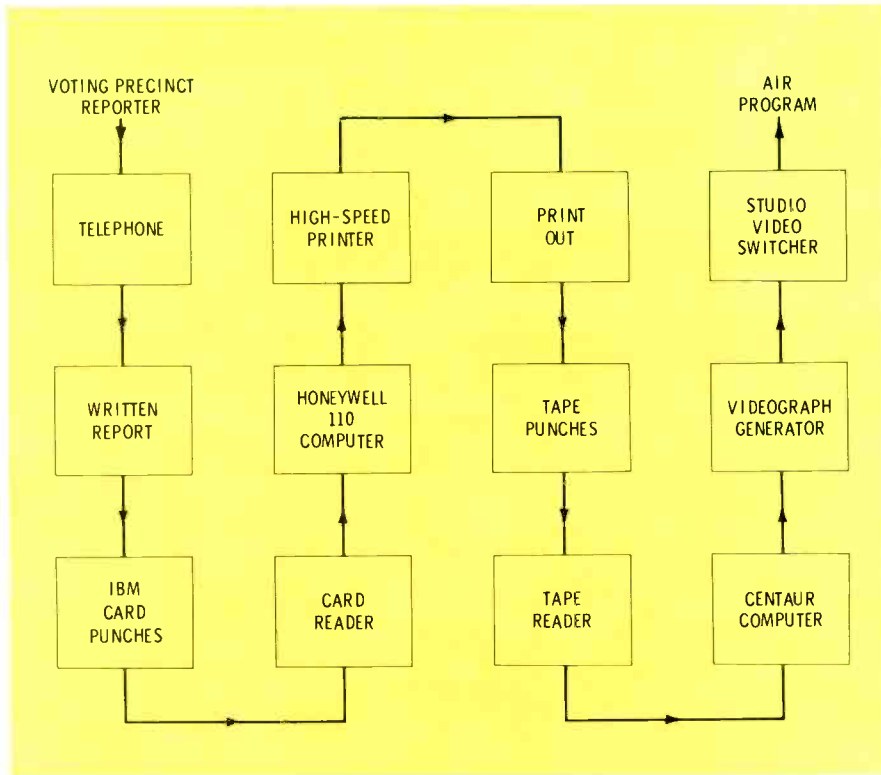 VOTING PRECINCT
REPORTER
TELEPHONE
WRITTEN
REPORT
IBM
CARD
PUNCHES
CARD
READER
HONEYWELL
110
COMPUTER
HIGH-SPEED
PRINTER
PRINT
OUT
TAPE
PUNCHES
TAPE
READER
CENTAUR
COMPUTER
VIDEOGRAPH
GENERATOR
STUDIO
VIDEO
SWITCHER
AIR
PROGRAM